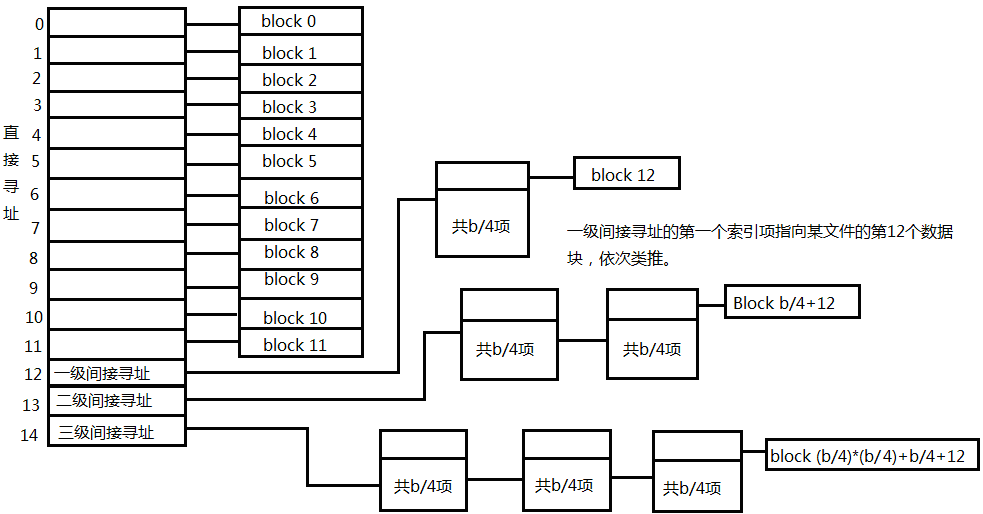 直接寻址
0
1
2
3
4
5
6
7
8
9
10
11
12
13
14
一级间接寻址
二级间接寻址
三级间接寻址
block 0
block 1
block 2
block 3
block 4
block 5
block 6
block 7
block 8
block 9
block 10
block 11
共b/4项
block 12
一级间接寻址的第一个索引项指向某文件的第12个数据
块，依次类推。
共b/4项
共b/4项
Block b/4+12
共b/4项
共b/4项
共b/4项
block (b/4)*(b/4)+b/4+12